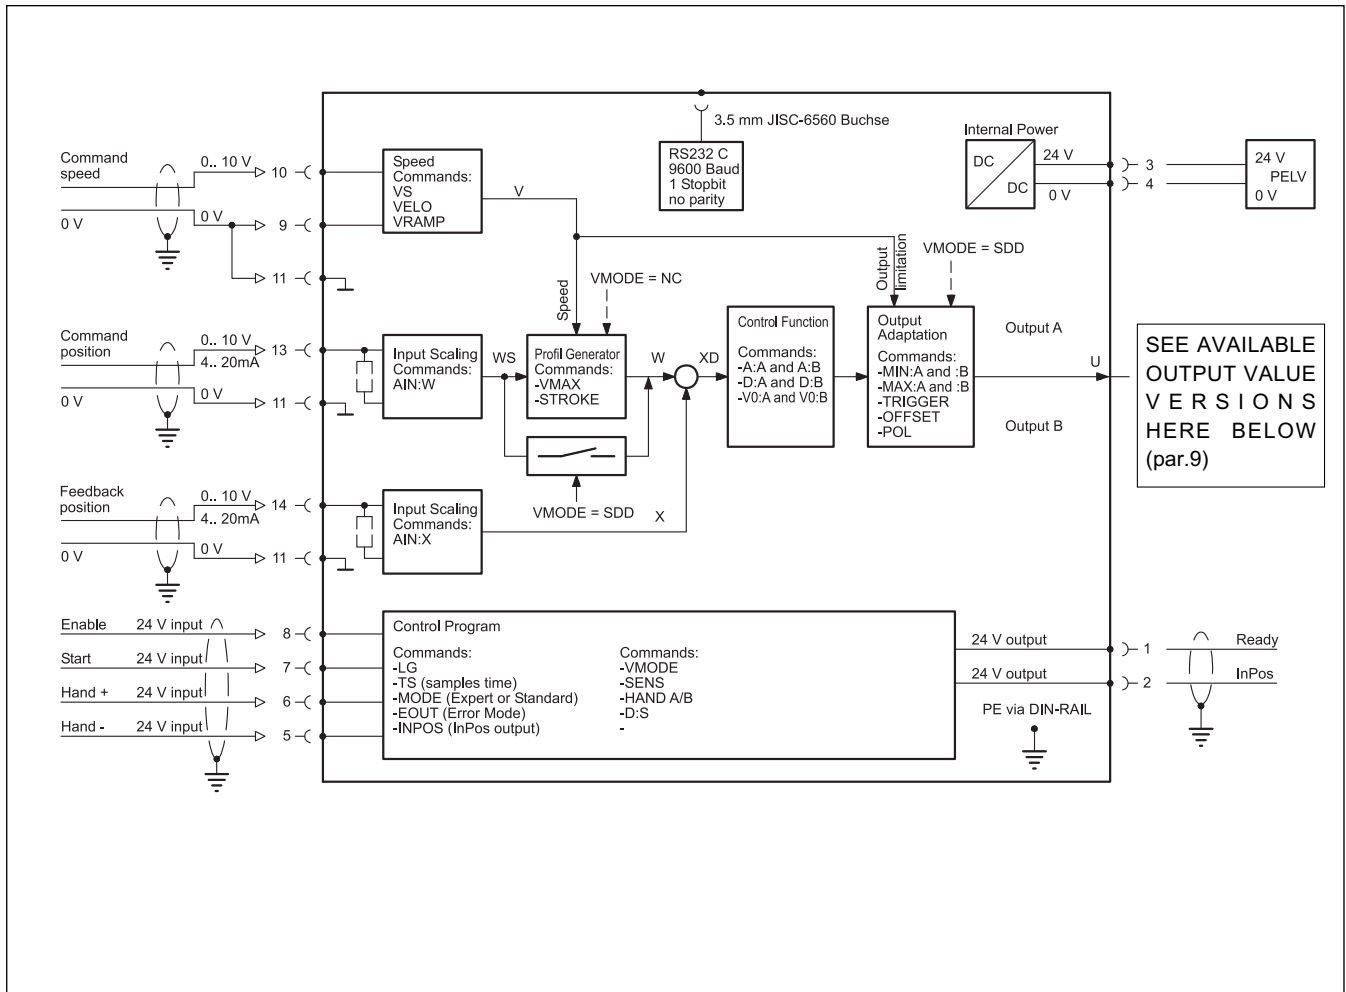 3.5 mm JISC-6560 Buchse
RS232 C
9600 Baud
1 Stopbit
no parity
Internal Power
DC
DC
24 V
0 V
3
4
24 V
PELV
0 V
Command
speed
0.. 10 V
10
0 V
0 V
9
11
Speed
Commands:
VS
VELO
VRAMP
V
Speed
VMODE = NC
Output
limitation
VMODE = SDD
Command
position
0.. 10 V
13
4.. 20mA
0 V
0 V
11
Input Scaling
Commands:
AIN:W
WS
Profil Generator
Commands:
-VMAX
-STROKE
W
XD
VMODE = SDD
Control Function
Commands:
-A:A and A:B
-D:A and D:B
-V0:A and V0:B
Output
Adaptation
Commands:
-MIN:A and :B
-MAX:A and :B
-TRIGGER
-OFFSET
-POL
Output A
U
Output B
SEE AVAILABLE
OUTPUT VALUE
VERSIONS
HERE BELOW
(par.9)
Feedback
position
0.. 10 V
14
4.. 20mA
0 V
0 V
11
Input Scaling
Commands:
AIN:X
X
Enable 24 V input 8
Start 24 V input 7
Hand + 24 V input 6
Hand - 24 V input 5
Control Program
Commands:
-LG
-TS (samples time)
-MODE (Expert or Standard)
-EOUT (Error Mode)
-INPOS (InPos output)
Commands:
-VMODE
-SENS
-HAND A/B
-D:S
-
24 V output 1 Ready
24 V output 2 InPos
PE via DIN-RAIL